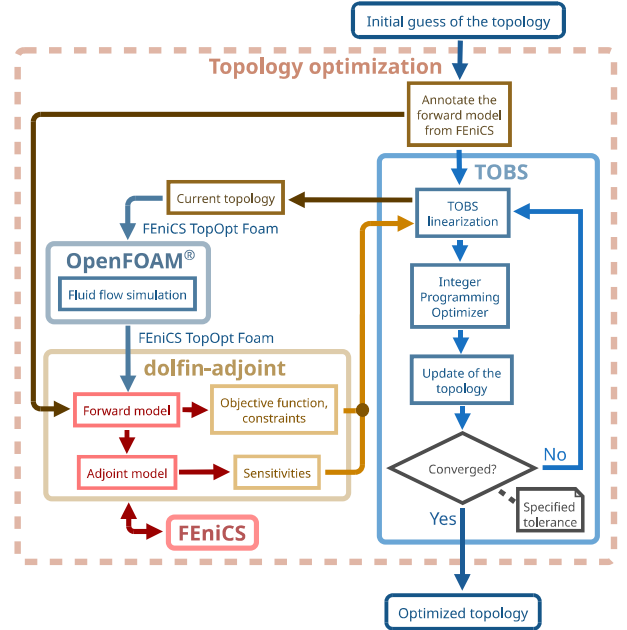 Initial guess of the topology
Topology optimization
Annotate the
forward model
from FEniCS
TOBS
Current topology
TOBS
linearization
FEniCS TopOpt Foam
OpenFOAM®
Fluid flow simulation
Integer
Programming
Optimizer
FEniCS TopOpt Foam
dolfin-adjoint
Update of the
topology
Forward model
Objective function,
constraints
Adjoint model
Sensitivities
Converged?
No
Yes
Specified
tolerance
FEniCS
Optimized topology